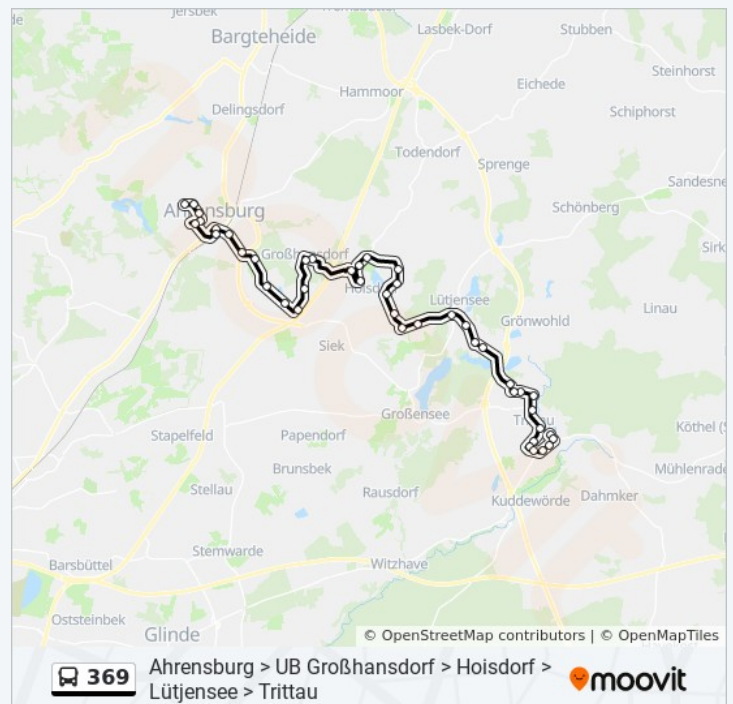 Jersbek
Bargteheide
Lasbek-Dorf
Stubben
Steinhorst
Hammoor
Eichede
Delingsdorf
Schiphorst
Todendorf
Sprenge
Sandesne
Ahrensburg
Schönberg
Großhansdorf
Sirk
Lütjensee
Linau
Grönwohld
Siek
Großensee
Stapelfeld
Papendorf
Köthel (S
Brunsbek
Mühlenrade
Stellau
Rausdorf
Dahmker
Kuddewörde
Stemwarde
Barsbüttel
Witzhave
Oststeinbek
Glinde
© OpenStreetMap contributors | © OpenMapTiles
369
Ahrensburg > UB Großhansdorf > Hoisdorf >
Lütjensee > Trittau
moovit